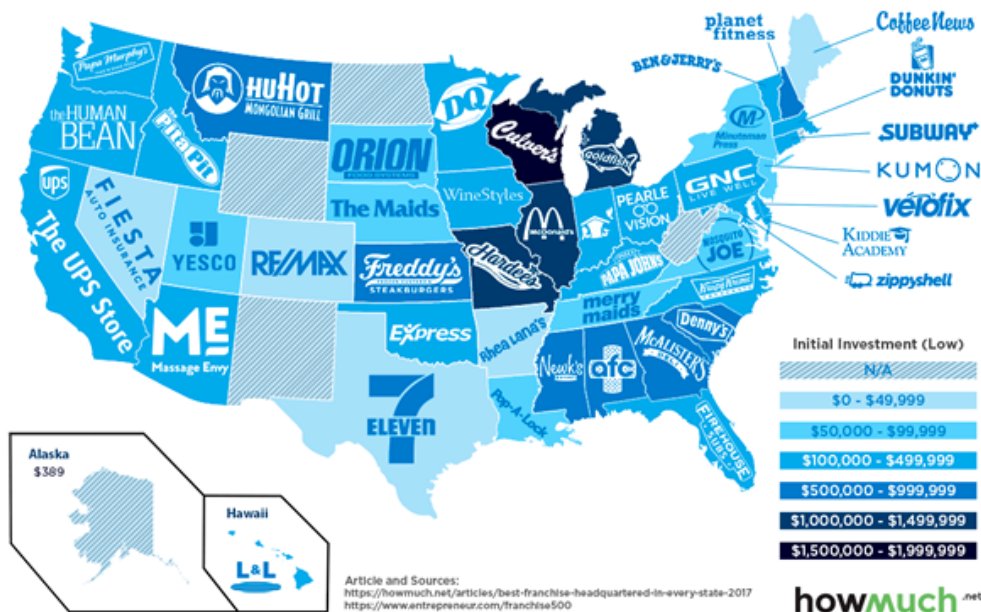 planet
fitness
Coffee News
BEN & JERRY'S
DUNKIN'
DONUTS
SUBWAY
KUMON
vélofix
KIDDIE
ACADEMY
zippyshell
Papa Murphy's
the HUMAN
BEAN
Pita Pit
HUHOT
MONGOLIAN GRILL
DQ
Culver's
goldfish
Minuteman
Press
ORION
FOOD SYSTEMS
WineStyles
The Maids
ups
The UPS Store
FIESTA
AUTO INSURANCE
YESCO
RE/MAX
Freddy's
STEAKBURGERS
Hardee's
McDonald's
PEARLE
VISION
GNC
LIVE WELL
MOSQUITO
JOE
PAPA JOHNS
merry
maids
Krispy Kreme
ME
Massage Envy
Express
Rhea Lana's
Newk's
afc
McALISTER'S
DELI
Denny's
7
ELEVEN
Pop-A-Lock
FIREHOUSE
SUBS
Initial Investment (Low)
N/A
$0 - $49,999
$50,000 - $99,999
$100,000 - $499,999
$500,000 - $999,999
$1,000,000 - $1,499,999
$1,500,000 - $1,999,999
Alaska
$389
Hawaii
L&L
Article and Sources:
https://howmuch.net/articles/best-franchise-headquartered-in-every-state-2017
https://www.entrepreneur.com/franchise500
howmuch.net